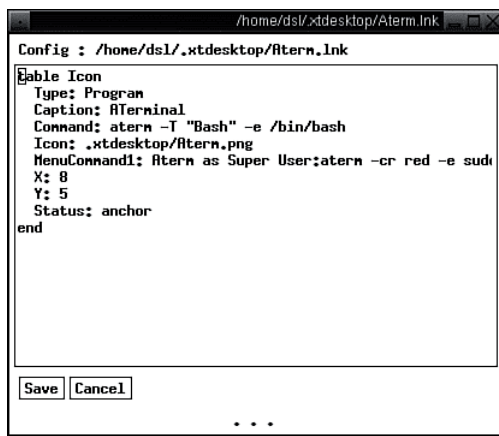 /home/dsl/.xtdesktop/Aterm.lnk
Config : /home/dsl/.xtdesktop/Aterm.lnk
table Icon
Type: Program
Caption: ATerminal
Command: aterm -T "Bash" -e /bin/bash
Icon: .xtdesktop/Aterm.png
MenuCommand1: Aterm as Super User:aterm -cr red -e sudo
X: 8
Y: 5
Status: anchor
end
Save Cancel
...